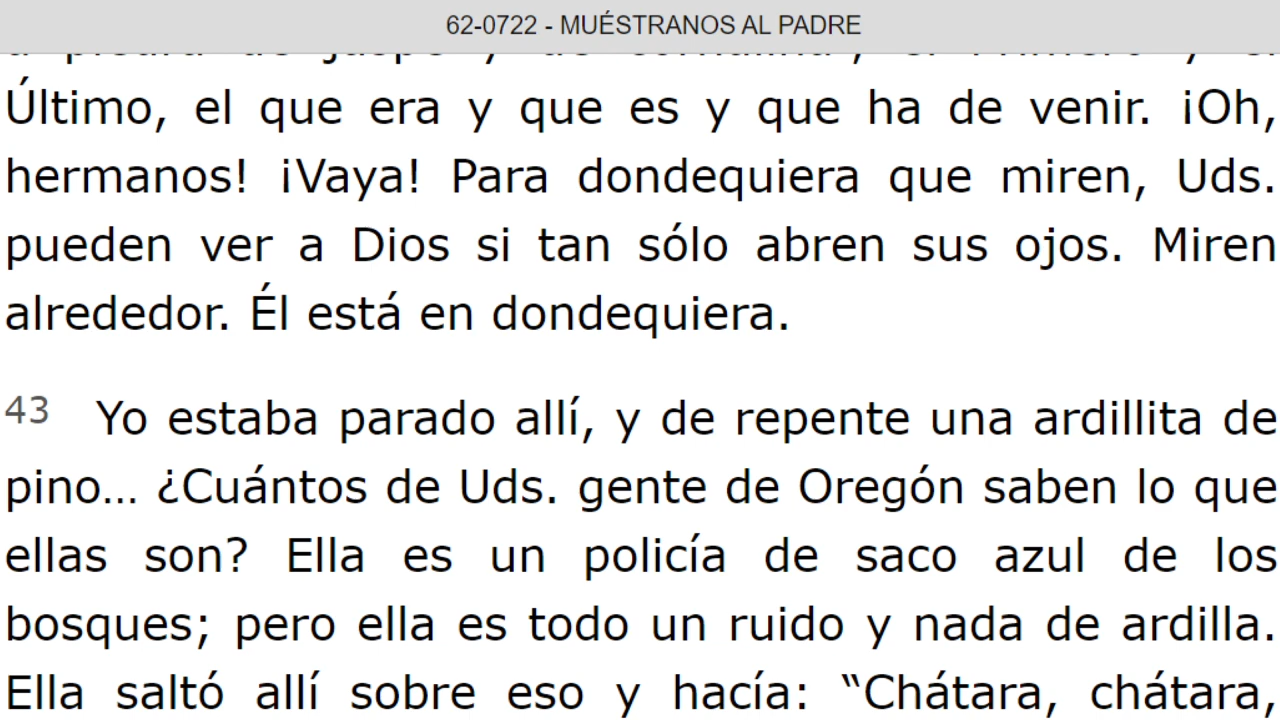 62-0722 - MUÉSTRANOS AL PADRE
Último, el que era y que es y que ha de venir. ¡Oh,
hermanos! ¡Vaya! Para dondequiera que miren, Uds.
pueden ver a Dios si tan sólo abren sus ojos. Miren
alrededor. Él está en dondequiera.
43 Yo estaba parado allí, y de repente una ardillita de
pino… ¿Cuántos de Uds. gente de Oregón saben lo que
ellas son? Ella es un policía de saco azul de los
bosques; pero ella es todo un ruido y nada de ardilla.
Ella saltó allí sobre eso y hacía: “Chátara, chátara,